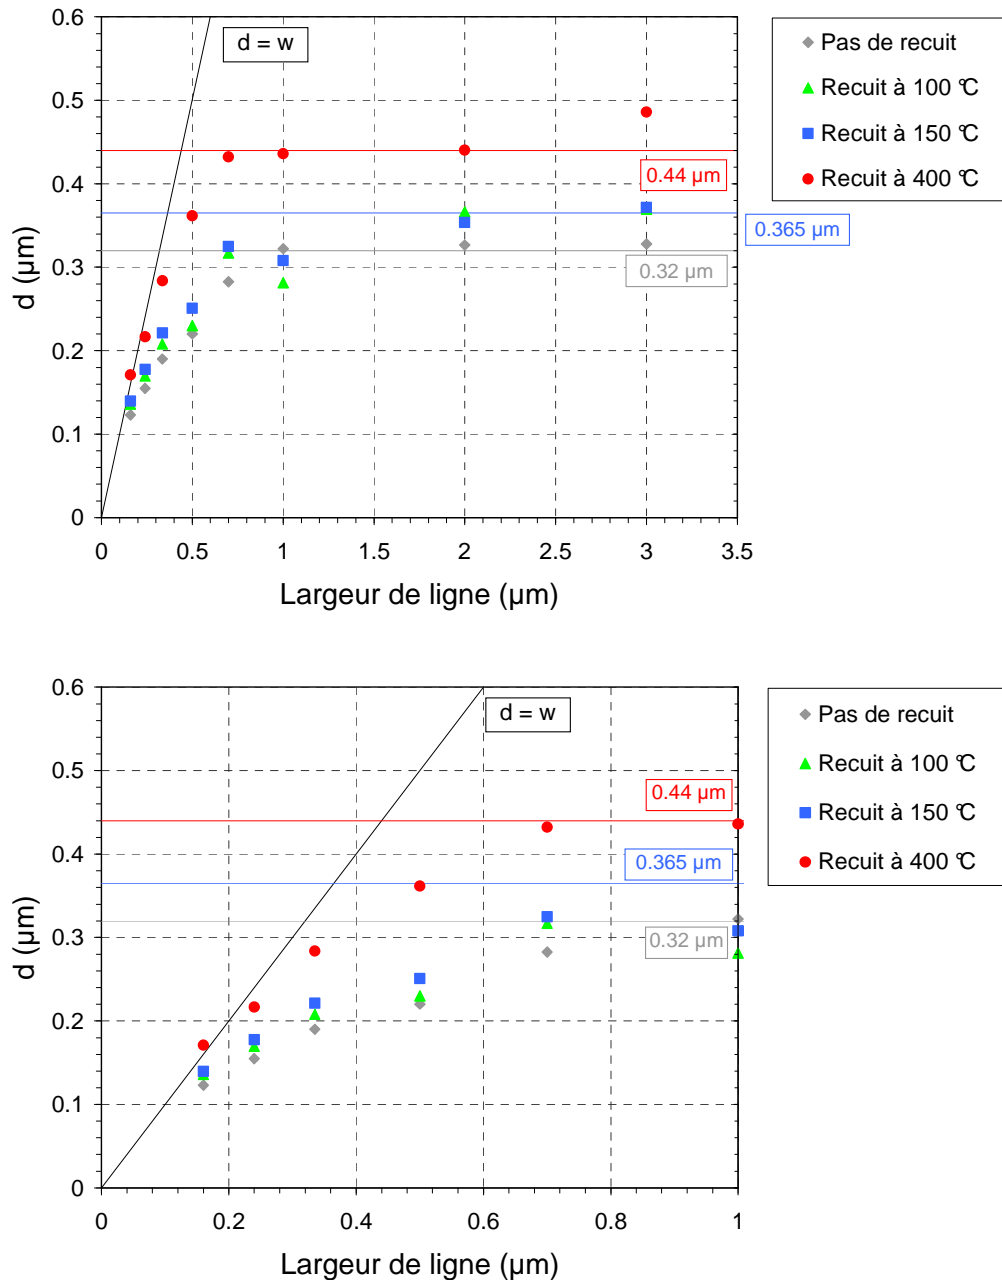 0.6
d = w
Pas de recuit
Recuit à 100 °C
Recuit à 150 °C
Recuit à 400 °C
0.5
0.4
0.44 µm
0.365 µm
0.3
0.32 µm
d (µm)
0.2
0.1
0
0 0.5 1 1.5 2 2.5 3 3.5
Largeur de ligne (µm)
0.6
d = w
Pas de recuit
Recuit à 100 °C
Recuit à 150 °C
Recuit à 400 °C
0.5
0.44 µm
0.4
0.365 µm
0.3
0.32 µm
d (µm)
0.2
0.1
0
0 0.2 0.4 0.6 0.8 1
Largeur de ligne (µm)